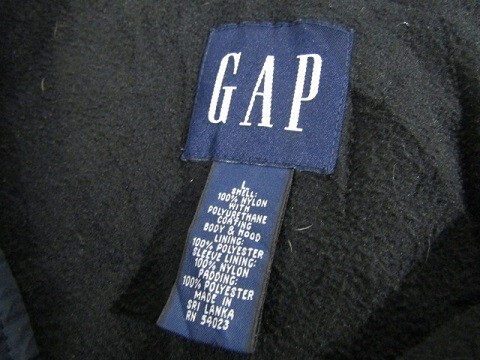 GAP
L
SHELL:
100% NYLON
WITH
POLYURETHANE
COATING
BODY & HOOD
LINING:
100% POLYESTER
SLEEVE LINING:
100% NYLON
PADDING:
100% POLYESTER
MADE IN
SRI LANKA
RN 54023